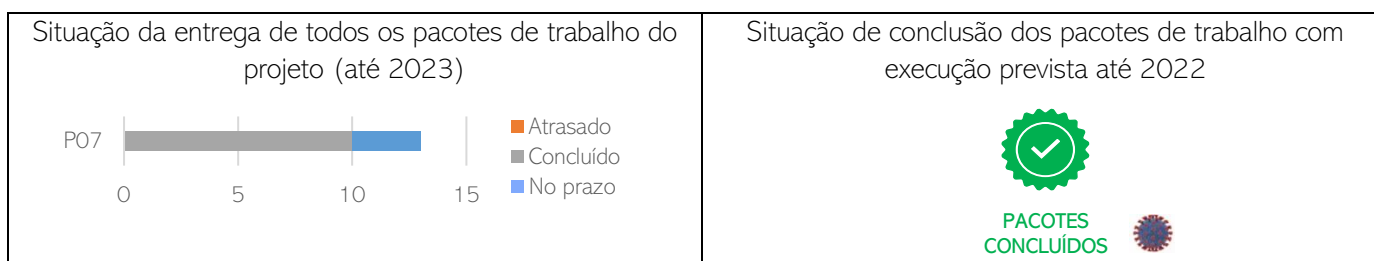 Situação da entrega de todos os pacotes de trabalho do
projeto (até 2023)
P07
0 5 10 15
Atrasado
Concluído
No prazo
Situação de conclusão dos pacotes de trabalho com
execução prevista até 2022
PACOTES
CONCLUÍDOS